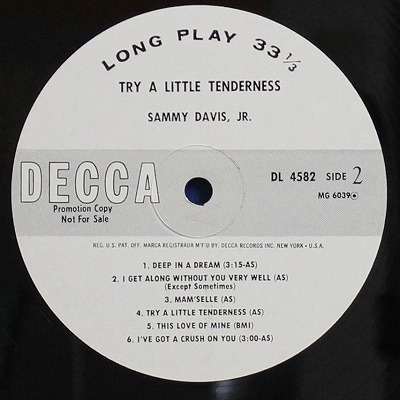 LONG PLAY 33 1/3
TRY A LITTLE TENDERNESS
SAMMY DAVIS, JR.
DECCA
DL 4582 SIDE 2
MG 6039
Promotion Copy
Not For Sale
REG. U.S. PAT. OFF. MARCA REGISTRADA M'F'D BY, DECCA RECORDS INC. NEW YORK • U.S.A.
1. DEEP IN A DREAM (3:15-AS)
2. I GET ALONG WITHOUT YOU VERY WELL (AS)
(Except Sometimes)
3. MAM'SELLE (AS)
4. TRY A LITTLE TENDERNESS (AS)
5. THIS LOVE OF MINE (BMI)
6. I'VE GOT A CRUSH ON YOU (3:00-AS)